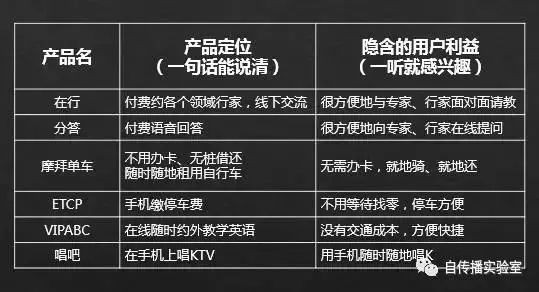 产品名
产品定位
（一句话能说清）
隐含的用户利益
（一听就感兴趣）
在行
付费约各个领域行家，线下交流
很方便地与专家、行家面对面请教
分答
付费语音回答
很方便地向专家、行家在线提问
摩拜单车
不用办卡、无桩借还
随时随地租用自行车
无需办卡，就地骑、就地还
ETCP
手机缴停车费
不用等待找零，停车方便
VIPABC
在线随时约外教学英语
没有交通成本，方便快捷
唱吧
在手机上唱KTV
用手机随时随地唱K
自传播实验室